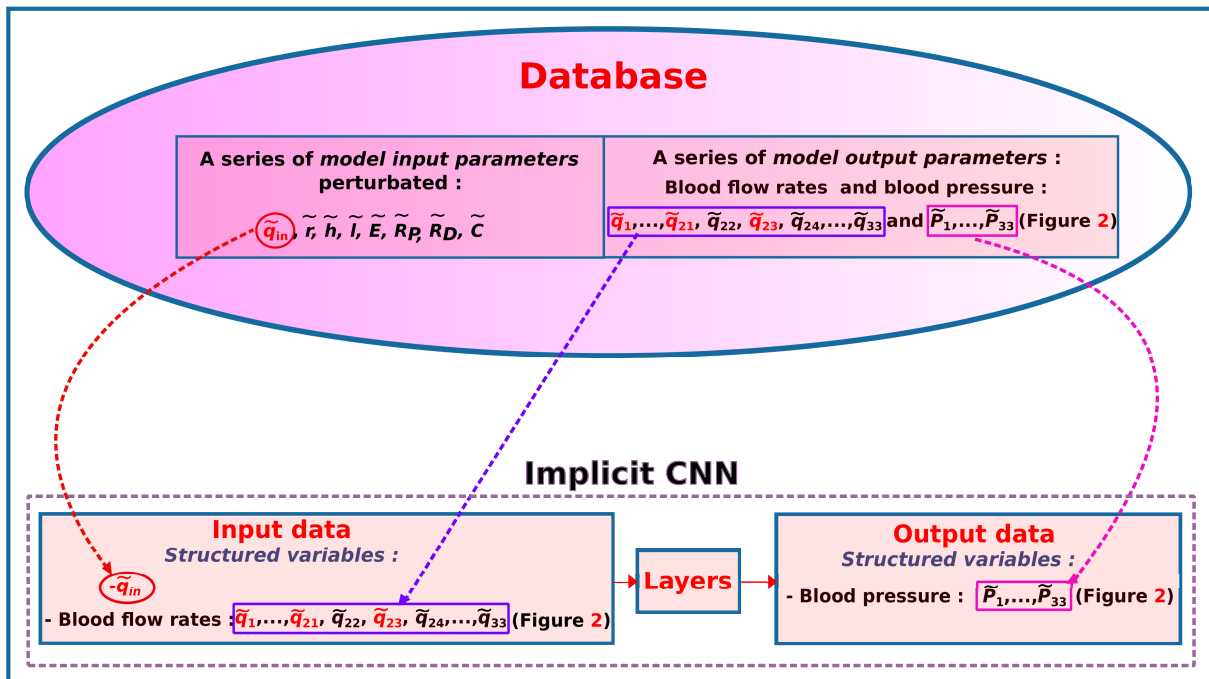 Database
A series of model input parameters
perturbated :
q̃in, r̃, h̃, l̃, Ẽ, R̃P, R̃D, C̃
A series of model output parameters :
Blood flow rates and blood pressure :
q̃1,...,q̃21, q̃22, q̃23, q̃24,...,q̃33 and P̃1,...,P̃33 (Figure 2)
Implicit CNN
Input data
Structured variables :
-q̃in
- Blood flow rates : q̃1,...,q̃21, q̃22, q̃23, q̃24,...,q̃33 (Figure 2)
Layers
Output data
Structured variables :
- Blood pressure : P̃1,...,P̃33 (Figure 2)